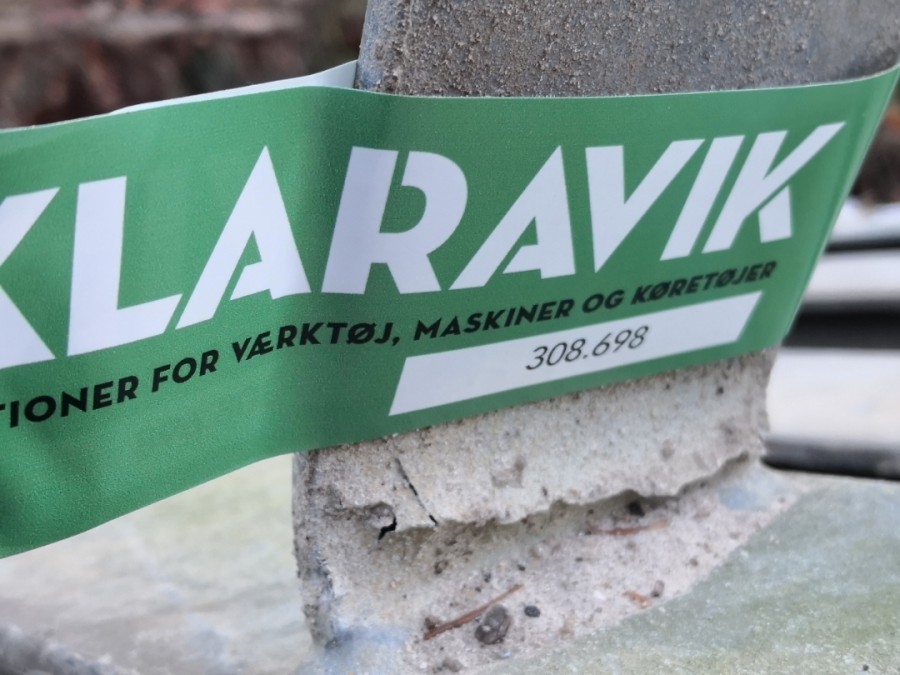 KLARAVIK
TIONER FOR VÆRKTØJ, MASKINER OG KØRETØJER
308.698